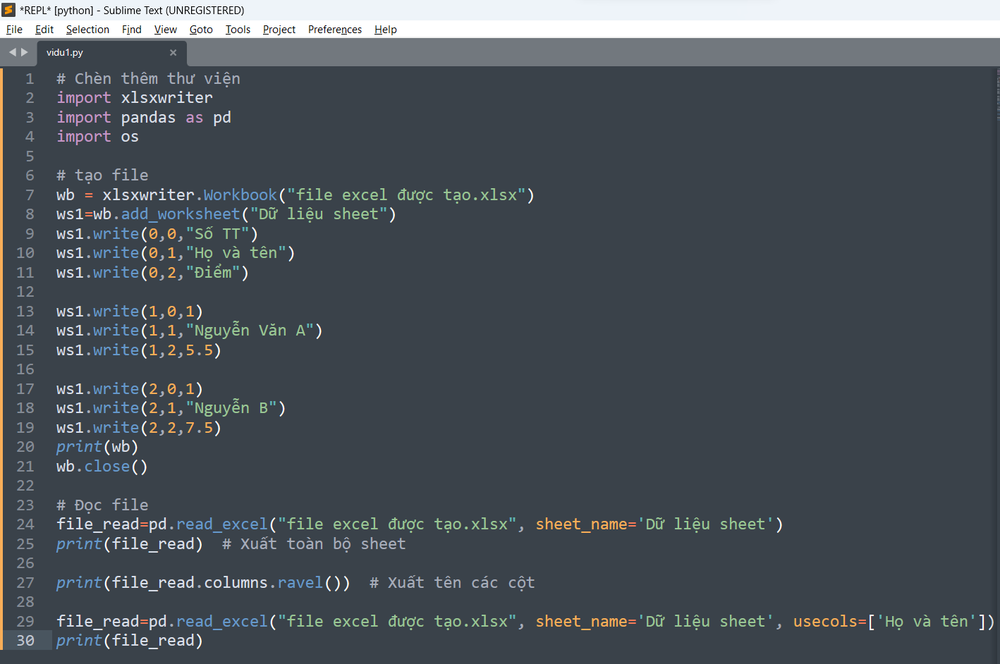 *REPL* [python] - Sublime Text (UNREGISTERED)
File Edit Selection Find View Goto Tools Project Preferences Help
vidu1.py
1 # Chèn thêm thư viện
2 import xlsxwriter
3 import pandas as pd
4 import os
5
6 # tạo file
7 wb = xlsxwriter.Workbook("file excel được tạo.xlsx")
8 ws1=wb.add_worksheet("Dữ liệu sheet")
9 ws1.write(0,0,"Số TT")
10 ws1.write(0,1,"Họ và tên")
11 ws1.write(0,2,"Điểm")
12
13 ws1.write(1,0,1)
14 ws1.write(1,1,"Nguyễn Văn A")
15 ws1.write(1,2,5.5)
16
17 ws1.write(2,0,1)
18 ws1.write(2,1,"Nguyễn B")
19 ws1.write(2,2,7.5)
20 print(wb)
21 wb.close()
22
23 # Đọc file
24 file_read=pd.read_excel("file excel được tạo.xlsx", sheet_name='Dữ liệu sheet')
25 print(file_read)  # Xuất toàn bộ sheet
26
27 print(file_read.columns.ravel())  # Xuất tên các cột
28
29 file_read=pd.read_excel("file excel được tạo.xlsx", sheet_name='Dữ liệu sheet', usecols=['Họ và tên'])
30 print(file_read)